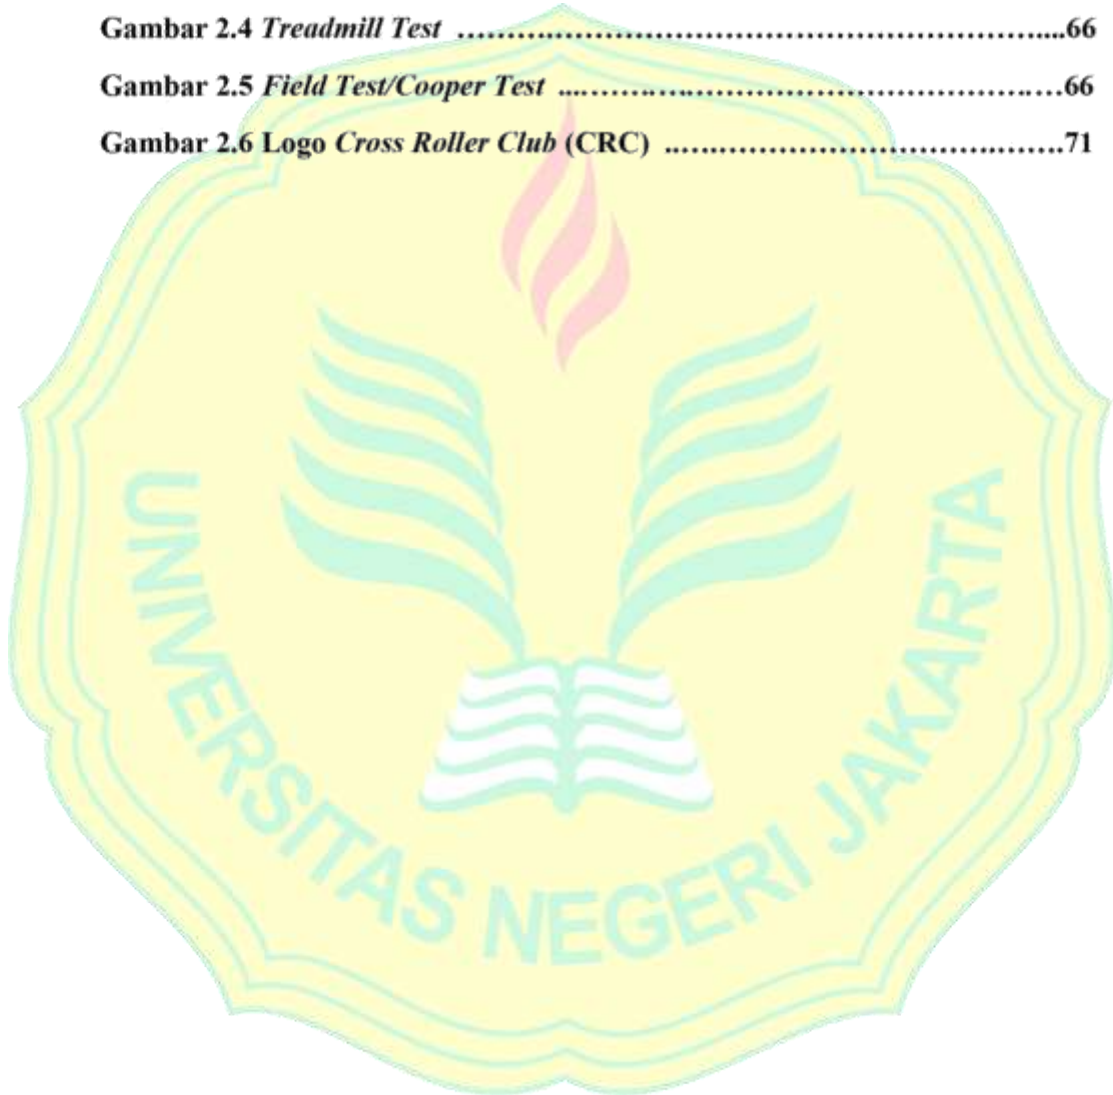 Gambar 2.4 Treadmill Test ................................................................66
Gambar 2.5 Field Test/Cooper Test ......................................................66
Gambar 2.6 Logo Cross Roller Club (CRC) ............................................71
UNIVERSITAS NEGERI JAKARTA